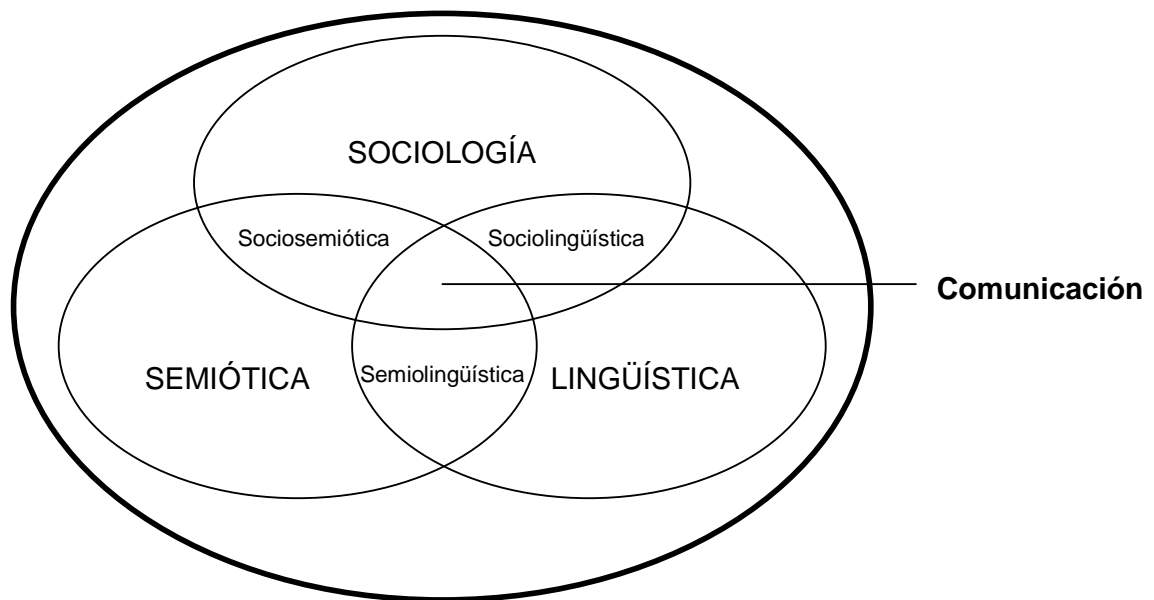 SOCIOLOGÍA
Sociosemiótica
Sociolingüística
Comunicación
SEMIÓTICA
Semiolingüística
LINGÜÍSTICA